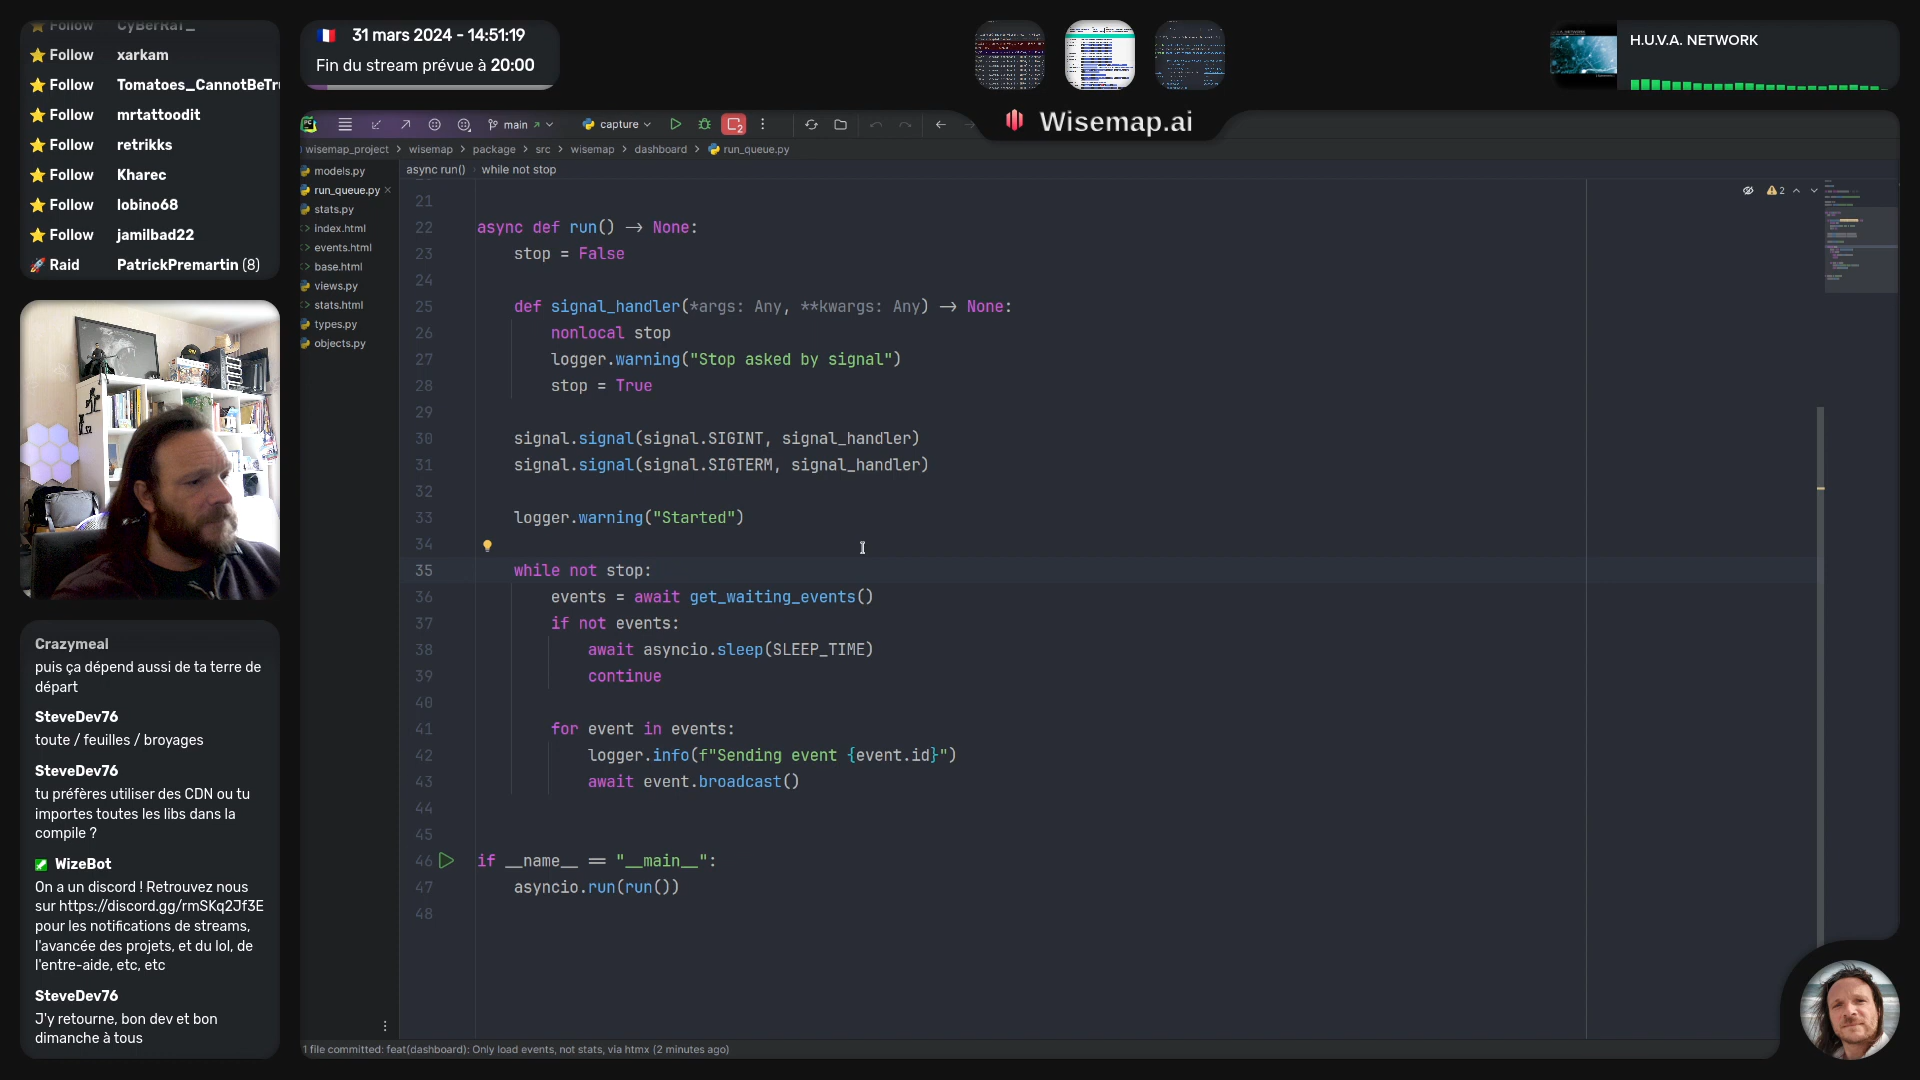 Follow CyBerRaT_
Follow xarkam
Follow Tomatoes_CannotBeTr
Follow mrtattoodit
Follow retrikks
Follow Kharec
Follow lobino68
Follow jamilbad22
Raid PatrickPremartin (8)
31 mars 2024 - 14:51:19
Fin du stream prévue à 20:00
H.U.V.A. NETWORK
Wisemap.ai
main
capture
2
wisemap_project > wisemap > package > src > wisemap > dashboard > run_queue.py
models.py
run_queue.py
stats.py
index.html
events.html
base.html
views.py
stats.html
types.py
objects.py
async run() > while not stop
2
21
22 async def run() -> None:
23 stop = False
24
25 def signal_handler(*args: Any, **kwargs: Any) -> None:
26 nonlocal stop
27 logger.warning("Stop asked by signal")
28 stop = True
29
30 signal.signal(signal.SIGINT, signal_handler)
31 signal.signal(signal.SIGTERM, signal_handler)
32
33 logger.warning("Started")
34
35 while not stop:
36 events = await get_waiting_events()
37 if not events:
38 await asyncio.sleep(SLEEP_TIME)
39 continue
40
41 for event in events:
42 logger.info(f"Sending event {event.id}")
43 await event.broadcast()
44
45
46 if __name__ == "__main__":
47 asyncio.run(run())
48
1 file committed: feat(dashboard): Only load events, not stats, via htmx (2 minutes ago)
Crazymeal
puis ça dépend aussi de ta terre de
départ
SteveDev76
toute / feuilles / broyages
SteveDev76
tu préfères utiliser des CDN ou tu
importes toutes les libs dans la
compile ?
WizeBot
On a un discord ! Retrouvez nous
sur https://discord.gg/rmSKq2Jf3E
pour les notifications de streams,
l'avancée des projets, et du lol, de
l'entre-aide, etc, etc
SteveDev76
J'y retourne, bon dev et bon
dimanche à tous